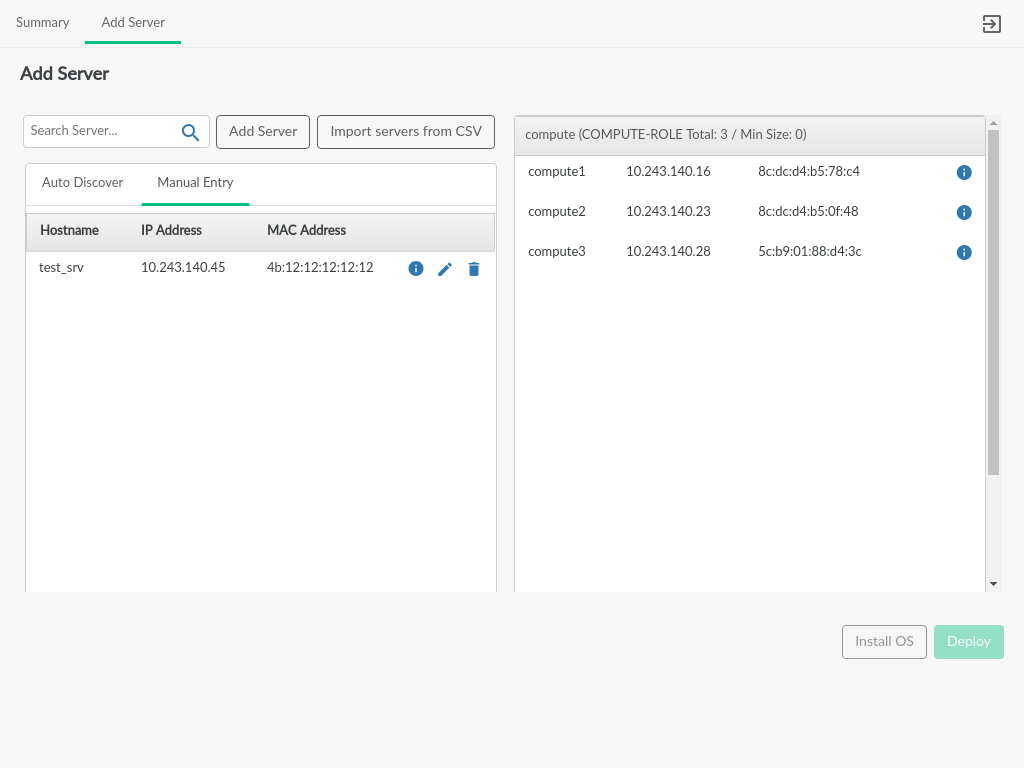 Summary Add Server
Add Server
Search Server... Add Server Import servers from CSV
Auto Discover Manual Entry
Hostname IP Address MAC Address
test_srv 10.243.140.45 4b:12:12:12:12:12
compute (COMPUTE-ROLE Total: 3 / Min Size: 0)
compute1 10.243.140.16 8c:dc:d4:b5:78:c4
compute2 10.243.140.23 8c:dc:d4:b5:0f:48
compute3 10.243.140.28 5c:b9:01:88:d4:3c
Install OS Deploy